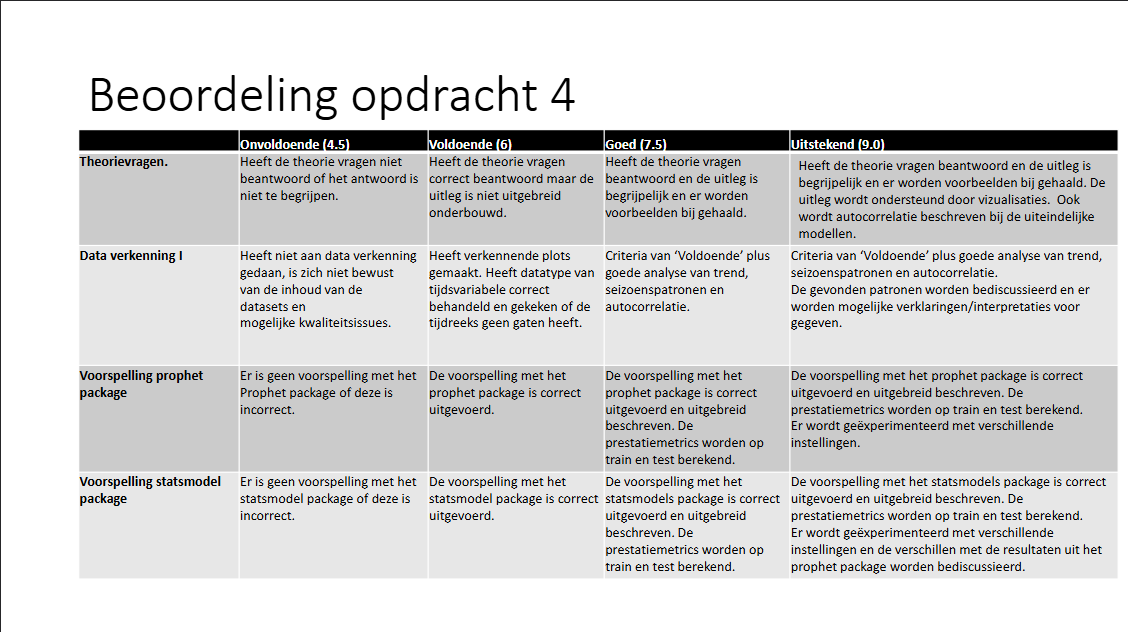 Beoordeling opdracht 4
Onvoldoende (4.5)
Voldoende (6)
Goed (7.5)
Uitstekend (9.0)
Theorievragen.
Heeft de theorie vragen niet
beantwoord of het antwoord is
niet te begrijpen.
Heeft de theorie vragen
correct beantwoord maar de
uitleg is niet uitgebreid
onderbouwd.
Heeft de theorie vragen
beantwoord en de uitleg is
begrijpelijk en er worden
voorbeelden bij gehaald.
Heeft de theorie vragen beantwoord en de uitleg is
begrijpelijk en er worden voorbeelden bij gehaald. De
uitleg wordt ondersteund door vizualisaties. Ook
wordt autocorrelatie beschreven bij de uiteindelijke
modellen.
Data verkenning I
Heeft niet aan data verkenning
gedaan, is zich niet bewust
van de inhoud van de
datasets en
mogelijke kwaliteitsissues.
Heeft verkennende plots
gemaakt. Heeft datatype van
tijdsvariabele correct
behandeld en gekeken of de
tijdreeks geen gaten heeft.
Criteria van ‘Voldoende’ plus
goede analyse van trend,
seizoenspatronen en
autocorrelatie.
Criteria van ‘Voldoende’ plus goede analyse van trend,
seizoenspatronen en autocorrelatie.
De gevonden patronen worden bediscussieerd en er
worden mogelijke verklaringen/interpretaties voor
gegeven.
Voorspelling prophet
package
Er is geen voorspelling met het
Prophet package of deze is
incorrect.
De voorspelling met het
prophet package is correct
uitgevoerd.
De voorspelling met het
prophet package is correct
uitgevoerd en uitgebreid
beschreven. De
prestatiemetrics worden op
train en test berekend.
De voorspelling met het prophet package is correct
uitgevoerd en uitgebreid beschreven. De
prestatiemetrics worden op train en test berekend.
Er wordt geëxperimenteerd met verschillende
instellingen.
Voorspelling statsmodel
package
Er is geen voorspelling met het
statsmodel package of deze is
incorrect.
De voorspelling met het
statsmodel package is correct
uitgevoerd.
De voorspelling met het
statsmodels package is correct
uitgevoerd en uitgebreid
beschreven. De
prestatiemetrics worden op
train en test berekend.
De voorspelling met het statsmodels package is correct
uitgevoerd en uitgebreid beschreven. De
prestatiemetrics worden op train en test berekend.
Er wordt geëxperimenteerd met verschillende
instellingen en de verschillen met de resultaten uit het
prophet package worden bediscussieerd.